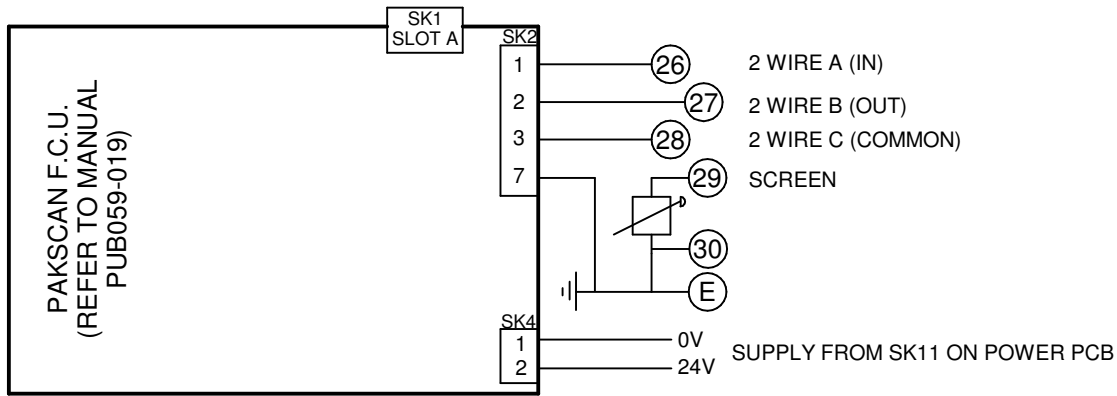 SK1
SLOT A
PAKSCAN F.C.U.
(REFER TO MANUAL
PUB059-019)
SK2
1 26 2 WIRE A (IN)
2 27 2 WIRE B (OUT)
3 28 2 WIRE C (COMMON)
7 29 SCREEN
30
E
SK4
1 0V
2 24V
SUPPLY FROM SK11 ON POWER PCB